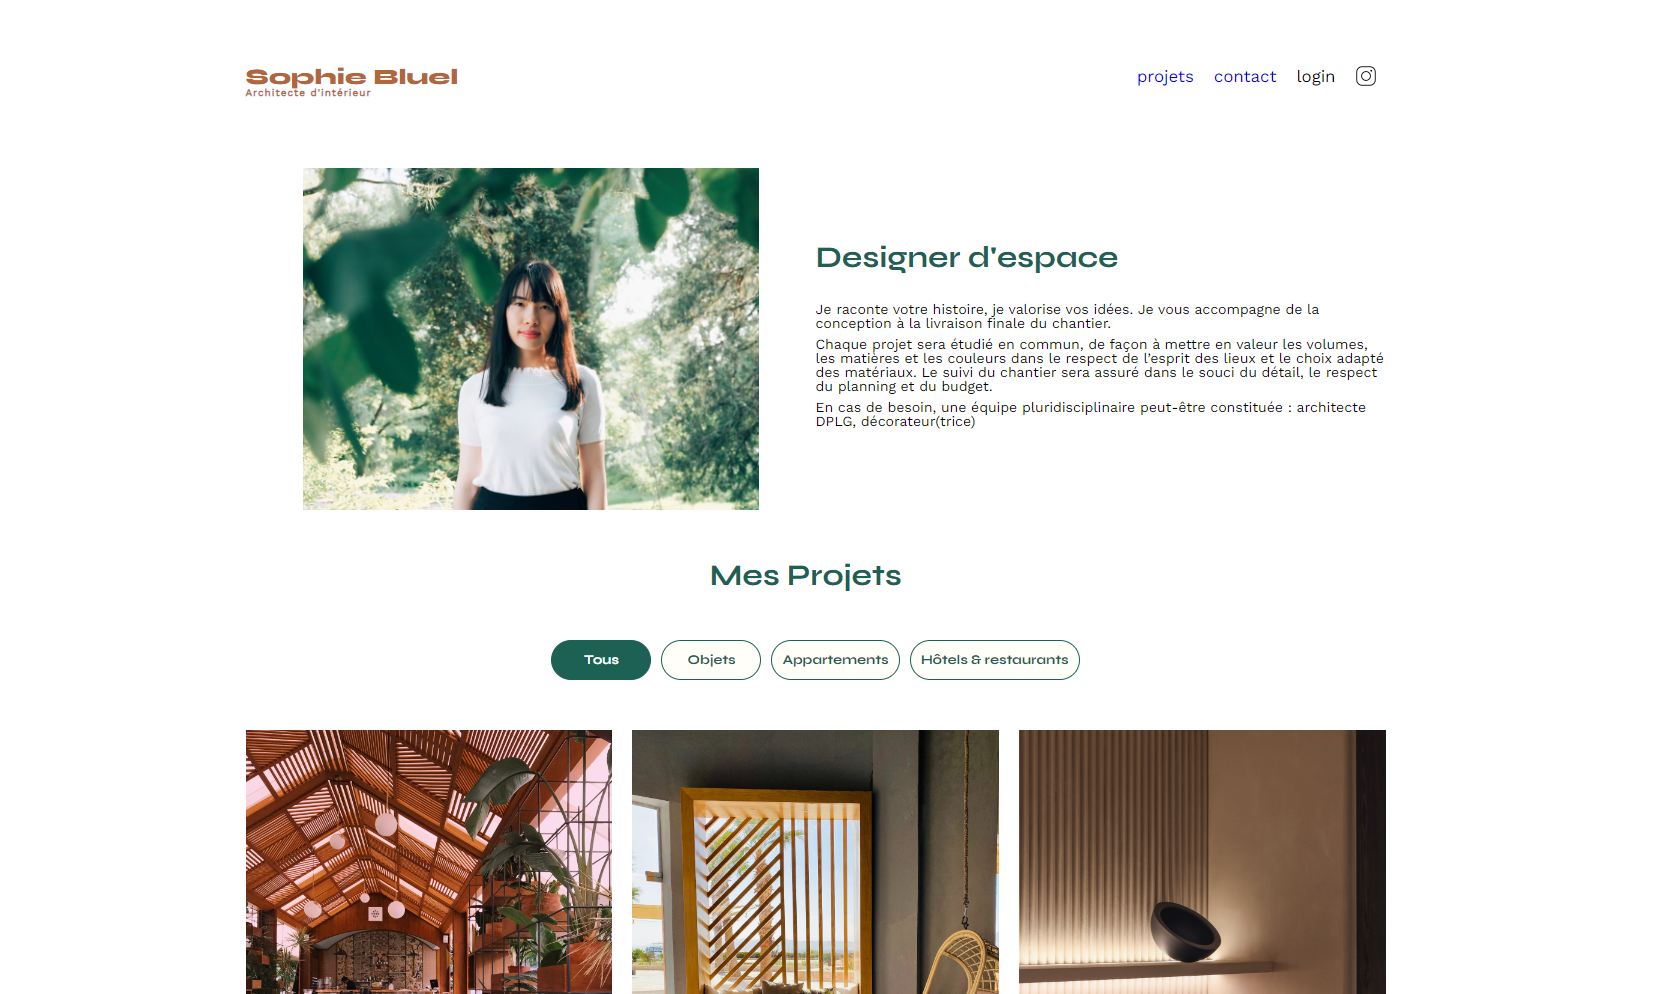 Sophie Bluel
Architecte d'intérieur
projets contact login
Designer d'espace
Je raconte votre histoire, je valorise vos idées. Je vous accompagne de la
conception à la livraison finale du chantier.
Chaque projet sera étudié en commun, de façon à mettre en valeur les volumes,
les matières et les couleurs dans le respect de l’esprit des lieux et le choix adapté
des matériaux. Le suivi du chantier sera assuré dans le souci du détail, le respect
du planning et du budget.
En cas de besoin, une équipe pluridisciplinaire peut-être constituée : architecte
DPLG, décorateur(trice)
Mes Projets
Tous Objets Appartements Hôtels & restaurants